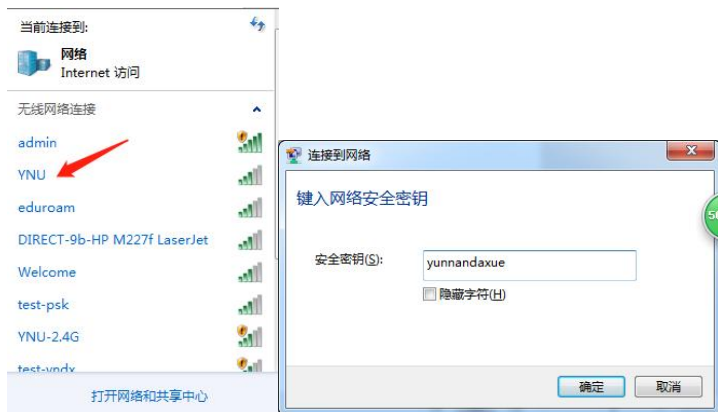 当前连接到:
网络
Internet 访问
无线网络连接
admin
YNU
eduroam
DIRECT-9b-HP M227f LaserJet
Welcome
test-psk
YNU-2.4G
test-yndx
打开网络和共享中心
连接到网络
键入网络安全密钥
安全密钥(S):
yunnandaxue
隐藏字符(H)
确定
取消